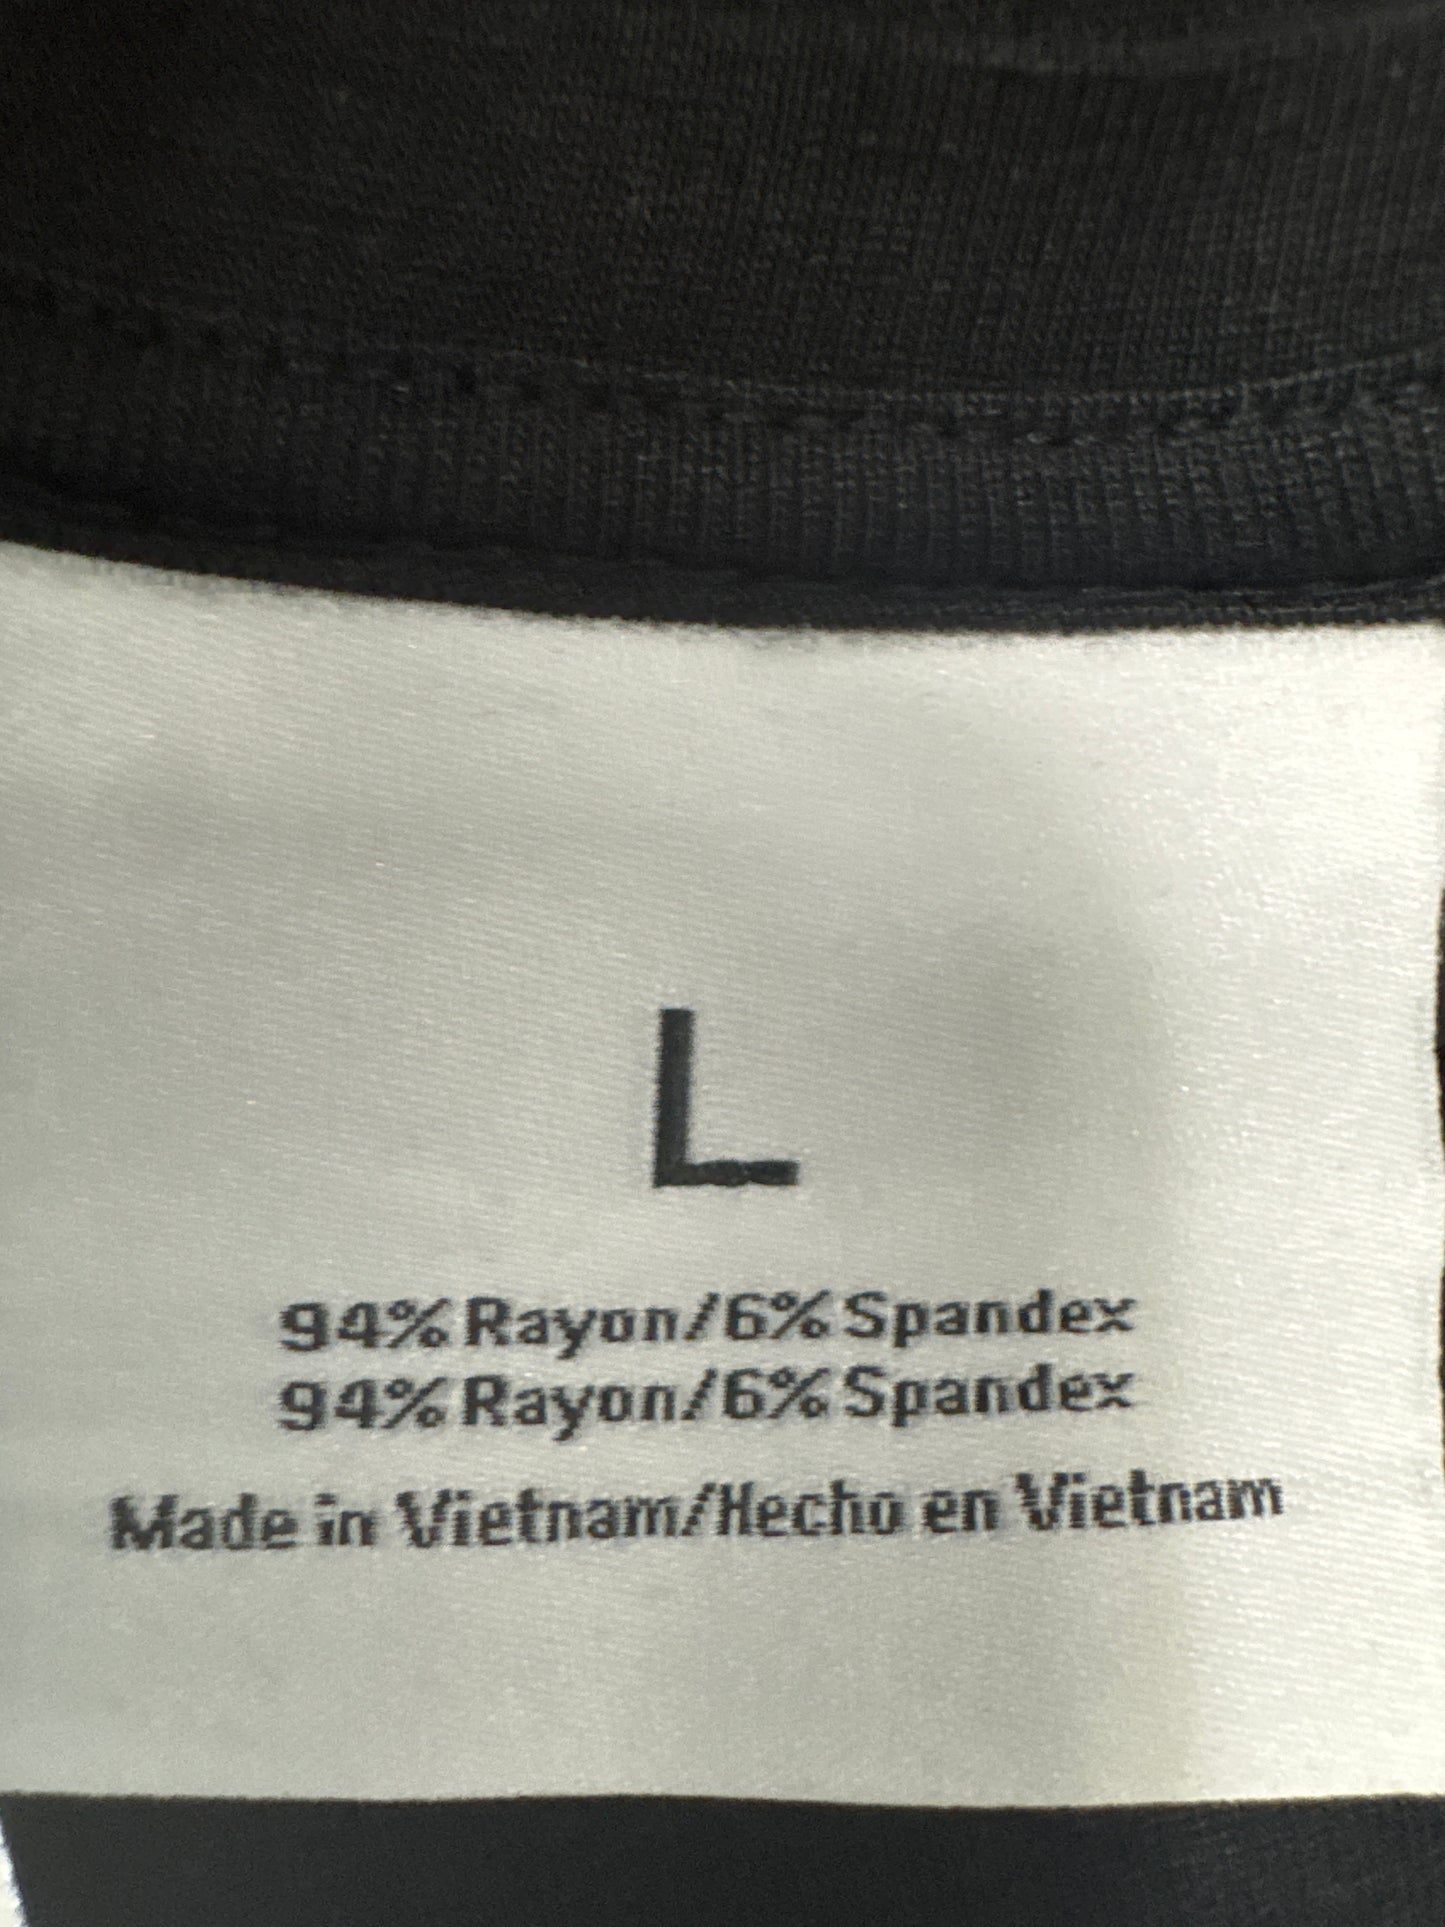 L
94% Rayon/6% Spandex
94% Rayon/6% Spandex
Made in Vietnam/Hecho en Vietnam